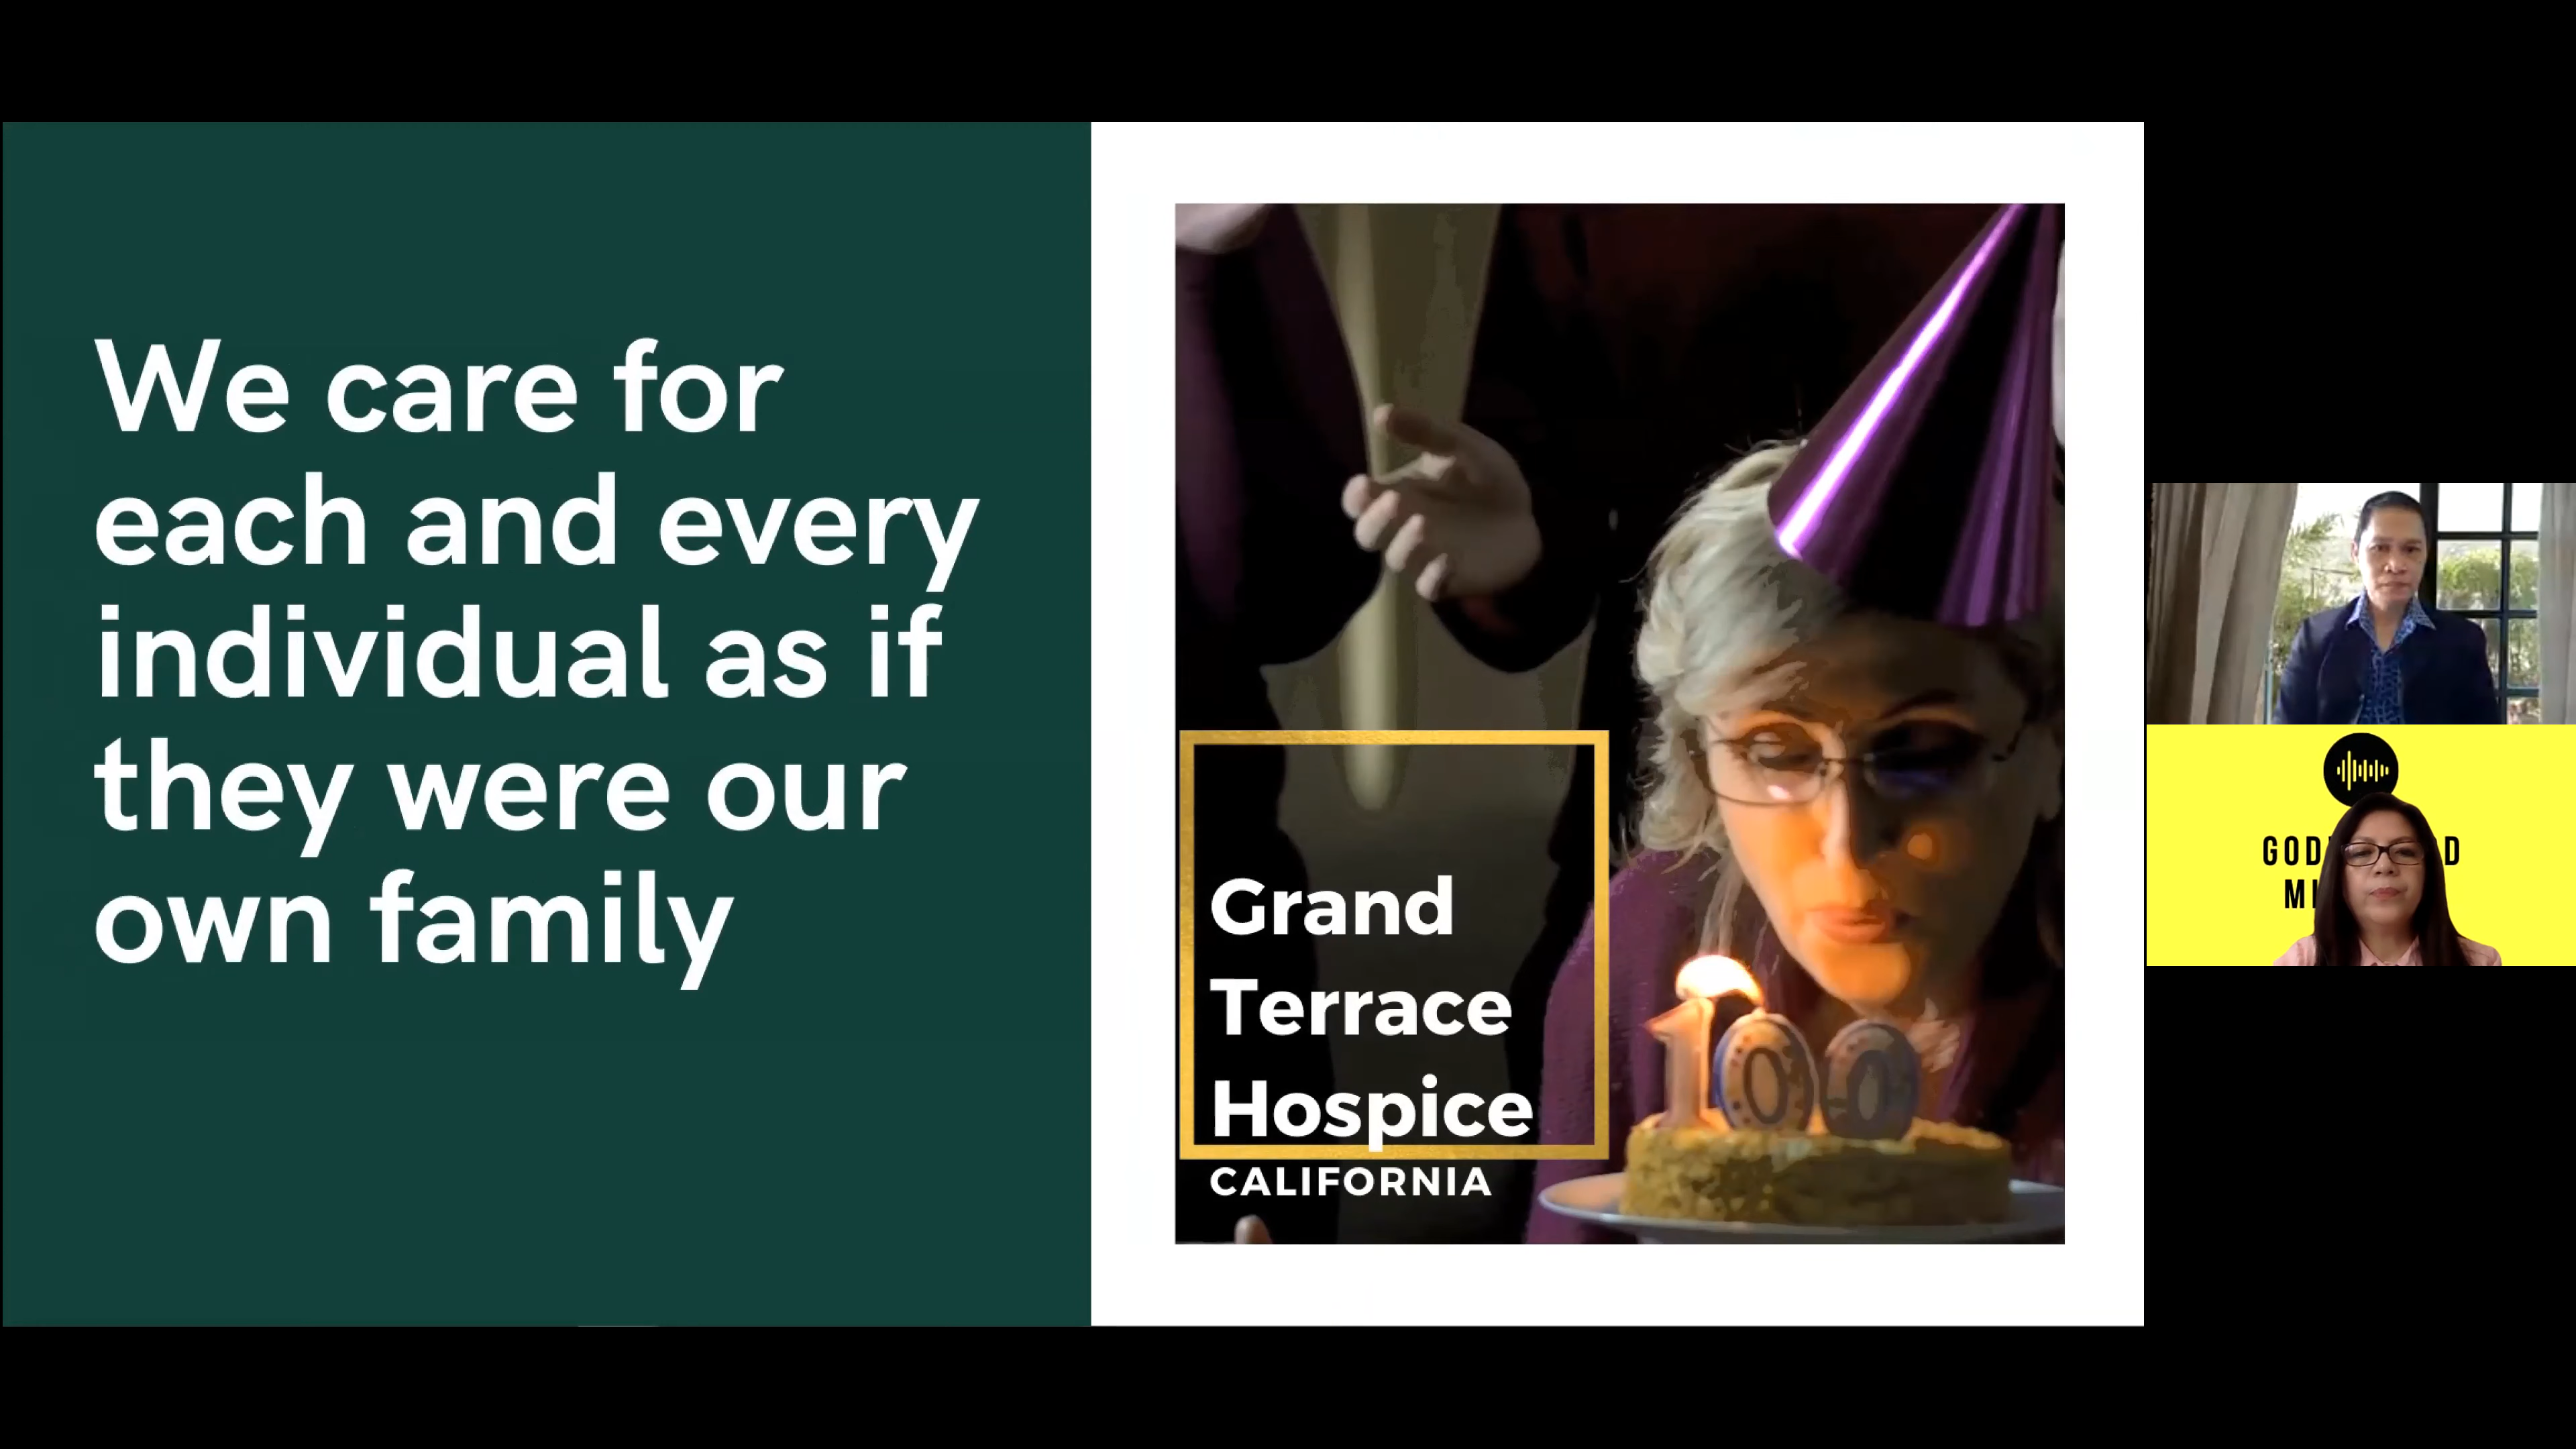 We care for
each and every
individual as if
they were our
own family
Grand
Terrace
Hospice
CALIFORNIA
100